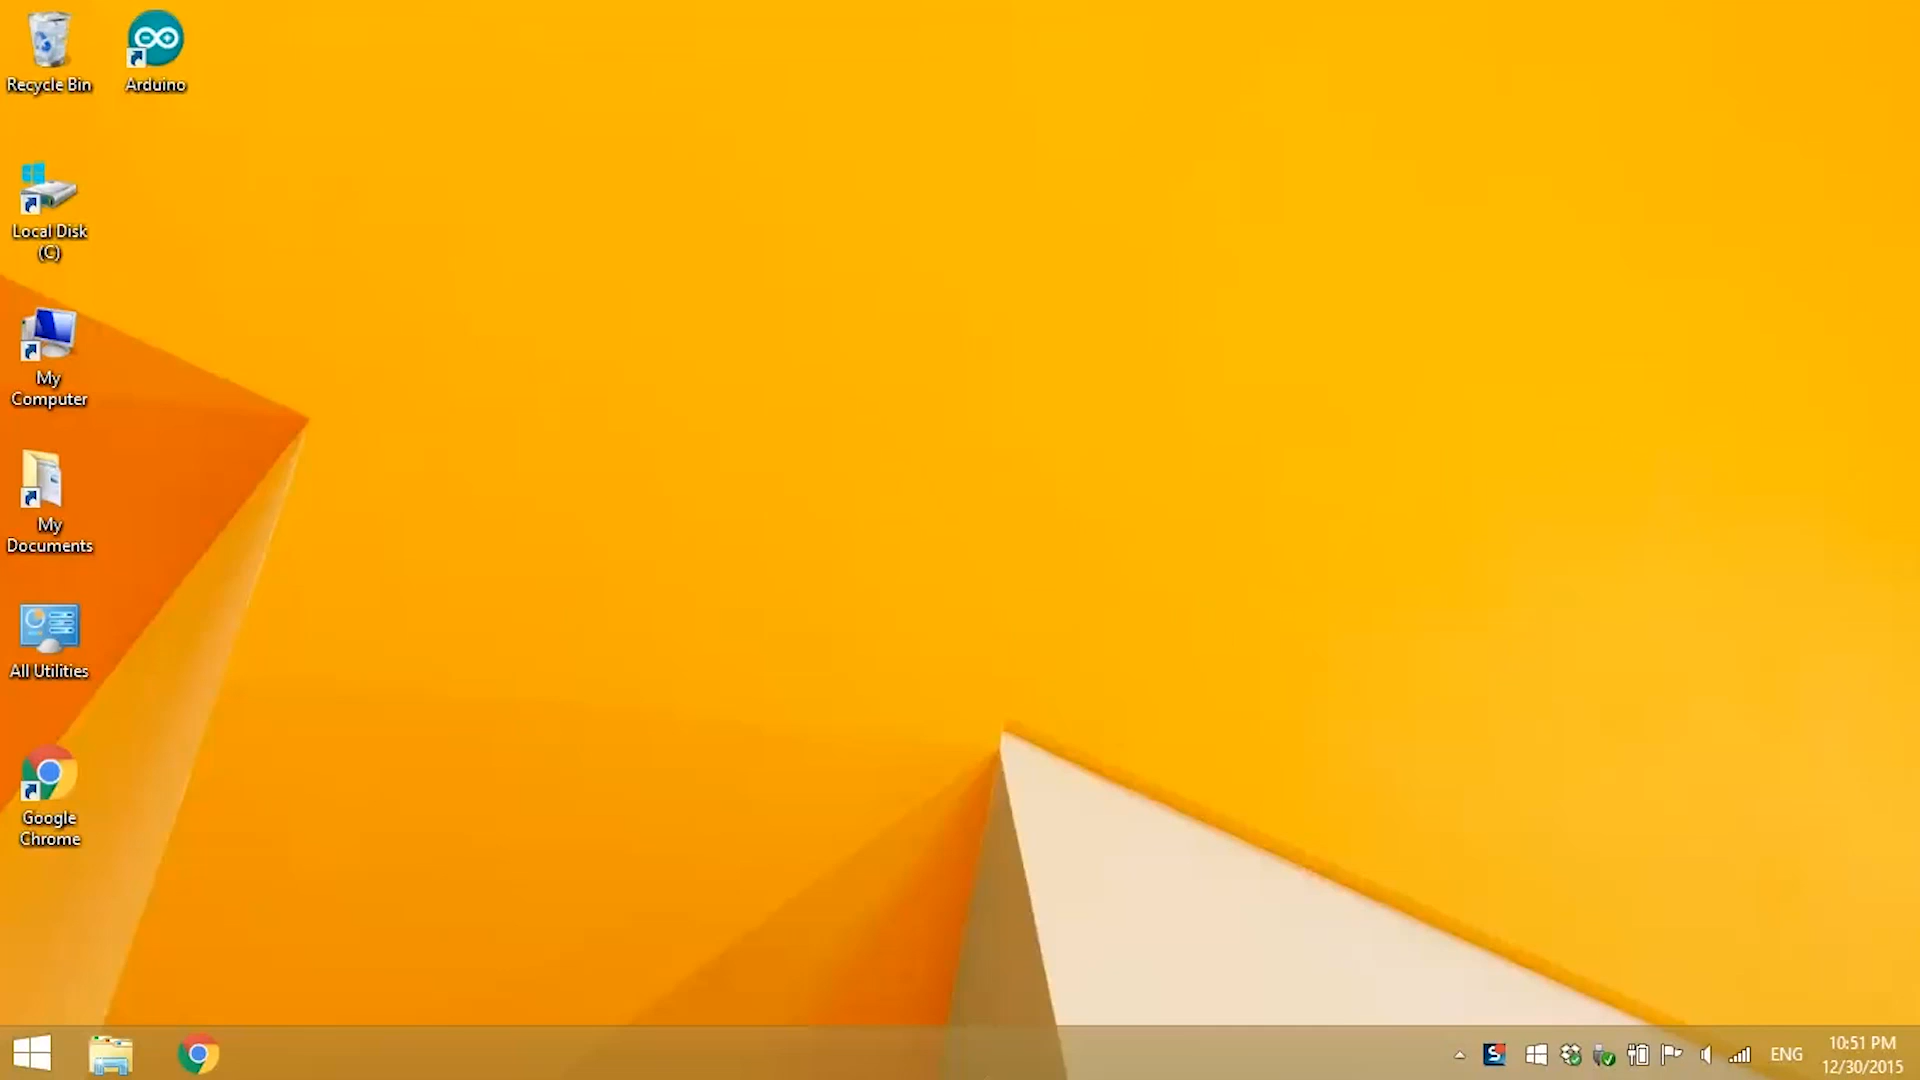 Recycle Bin
Arduino
Local Disk
(C)
My
Computer
My
Documents
All Utilities
Google
Chrome
ENG
10:51 PM
12/30/2015